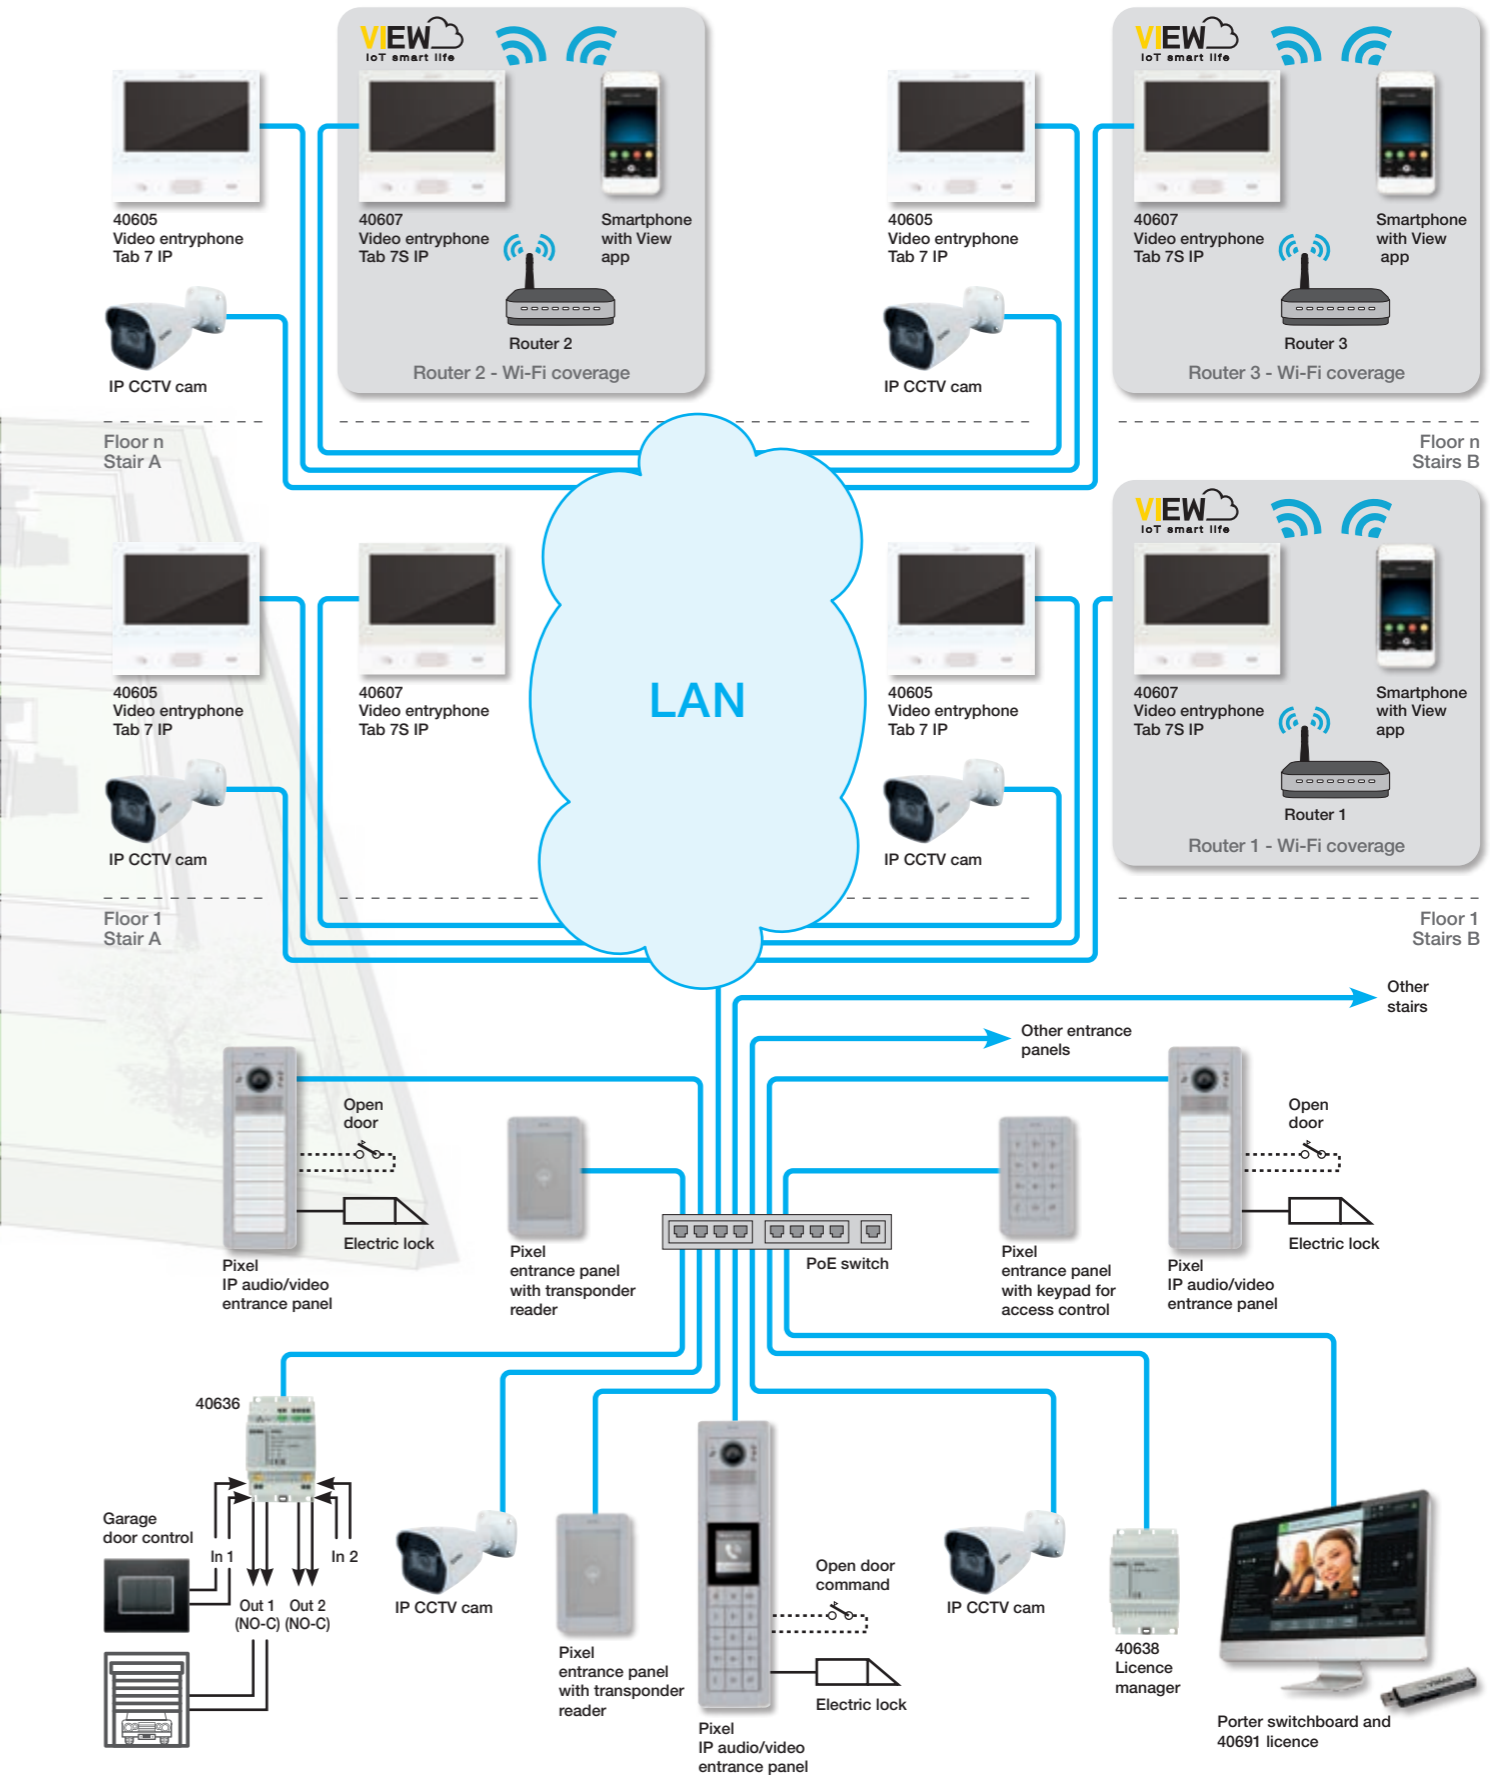 VIEW
IoT smart life
40605
Video entryphone
Tab 7 IP
40607
Video entryphone
Tab 7S IP
Smartphone
with View
app
Router 2
Router 2 - Wi-Fi coverage
IP CCTV cam
VIEW
IoT smart life
40605
Video entryphone
Tab 7 IP
40607
Video entryphone
Tab 7S IP
Smartphone
with View
app
Router 3
Router 3 - Wi-Fi coverage
IP CCTV cam
Floor n
Stair A
Floor n
Stairs B
40605
Video entryphone
Tab 7 IP
40607
Video entryphone
Tab 7S IP
IP CCTV cam
LAN
VIEW
IoT smart life
40605
Video entryphone
Tab 7 IP
40607
Video entryphone
Tab 7S IP
Smartphone
with View
app
Router 1
Router 1 - Wi-Fi coverage
IP CCTV cam
Floor 1
Stair A
Floor 1
Stairs B
Other
stairs
Other entrance
panels
Open
door
Electric lock
Pixel
IP audio/video
entrance panel
Pixel
entrance panel
with transponder
reader
PoE switch
Pixel
entrance panel
with keypad for
access control
Open
door
Electric lock
Pixel
IP audio/video
entrance panel
40636
Garage
door control
In 1
In 2
Out 1
(NO-C)
Out 2
(NO-C)
IP CCTV cam
Pixel
entrance panel
with transponder
reader
Open door
command
Electric lock
Pixel
IP audio/video
entrance panel
IP CCTV cam
40638
Licence
manager
Porter switchboard and
40691 licence